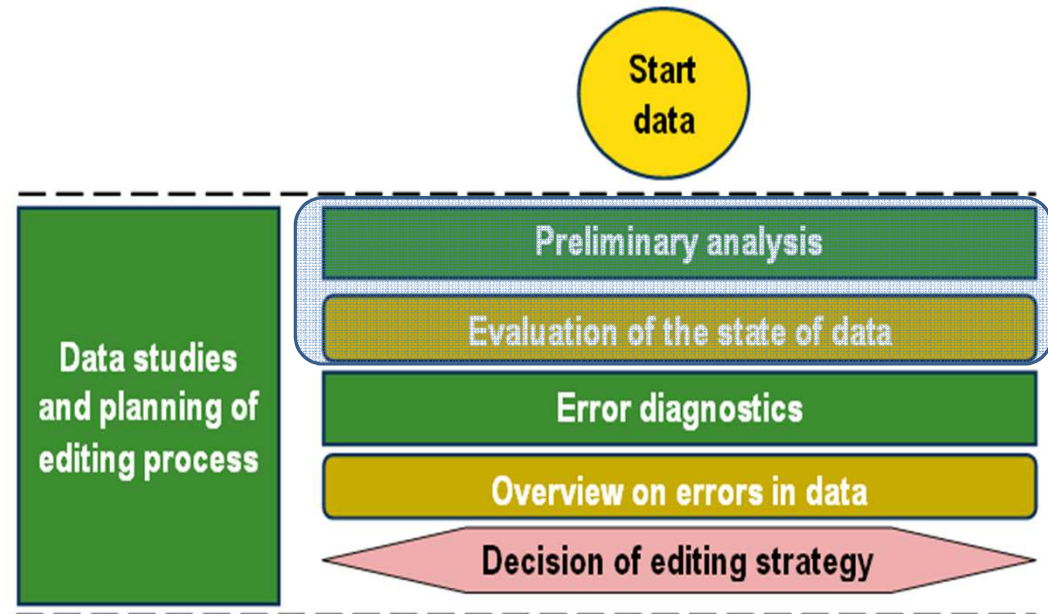 Start
data
Preliminary analysis
Evaluation of the state of data
Data studies
and planning of
editing process
Error diagnostics
Overview on errors in data
Decision of editing strategy